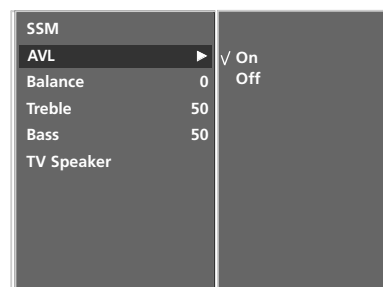 SSM
AVL ▶
Balance 0
Treble 50
Bass 50
TV Speaker
√ On
Off